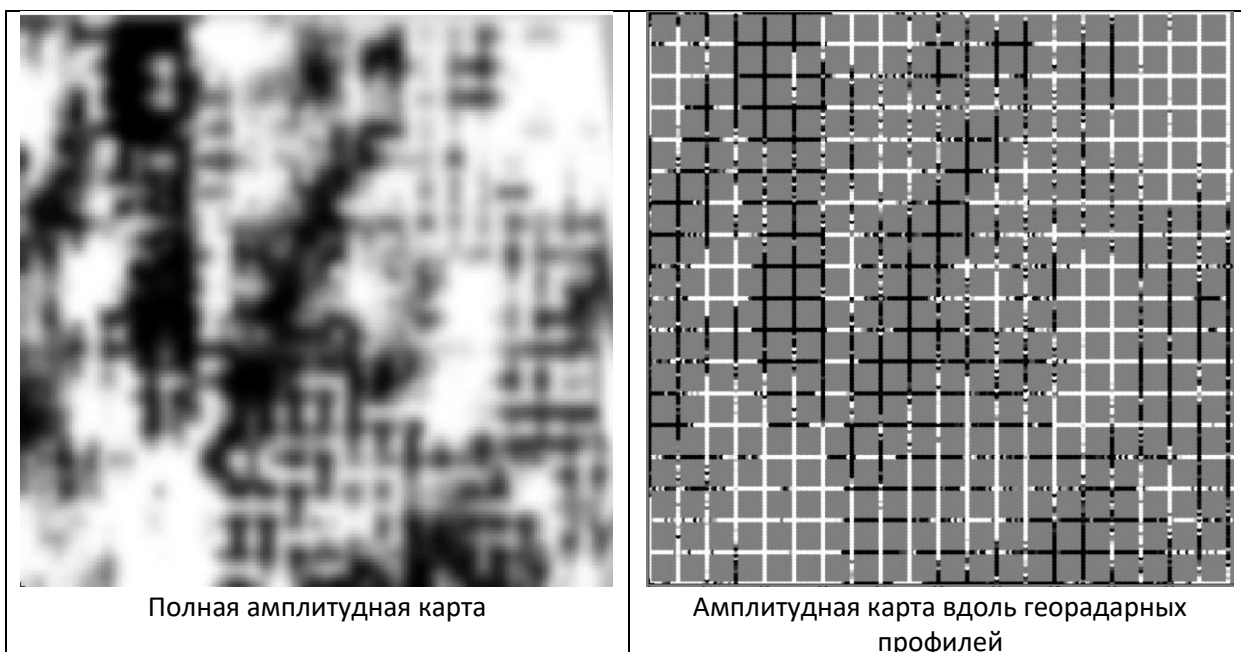 Полная амплитудная карта
Амплитудная карта вдоль георадарных
профилей